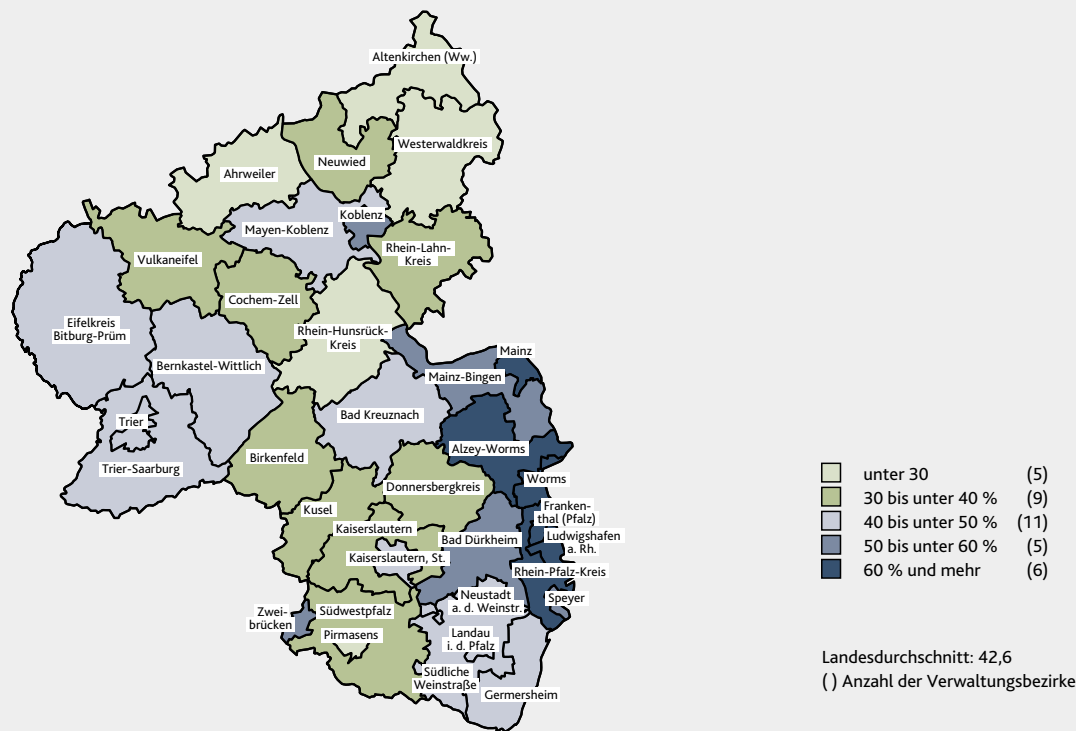 Altenkirchen (Ww.)
Westerwaldkreis
Neuwied
Ahrweiler
Koblenz
Mayen-Koblenz
Rhein-Lahn-
Kreis
Vulkaneifel
Cochem-Zell
Eifelkreis
Bitburg-Prüm
Rhein-Hunsrück-
Kreis
Mainz
Bernkastel-Wittlich
Mainz-Bingen
Bad Kreuznach
Trier
Alzey-Worms
Birkenfeld
Trier-Saarburg
Worms
Donnersbergkreis
Kusel
Franken-
thal (Pfalz)
Kaiserslautern
Ludwigshafen
a. Rh.
Bad Dürkheim
Kaiserslautern, St.
Rhein-Pfalz-Kreis
Neustadt
a. d. Weinstr.
Speyer
Zwei-
brücken
Südwestpfalz
Pirmasens
Landau
i. d. Pfalz
Südliche
Weinstraße
Germersheim
unter 30 (5)
30 bis unter 40 % (9)
40 bis unter 50 % (11)
50 bis unter 60 % (5)
60 % und mehr (6)
Landesdurchschnitt: 42,6
( ) Anzahl der Verwaltungsbezirke